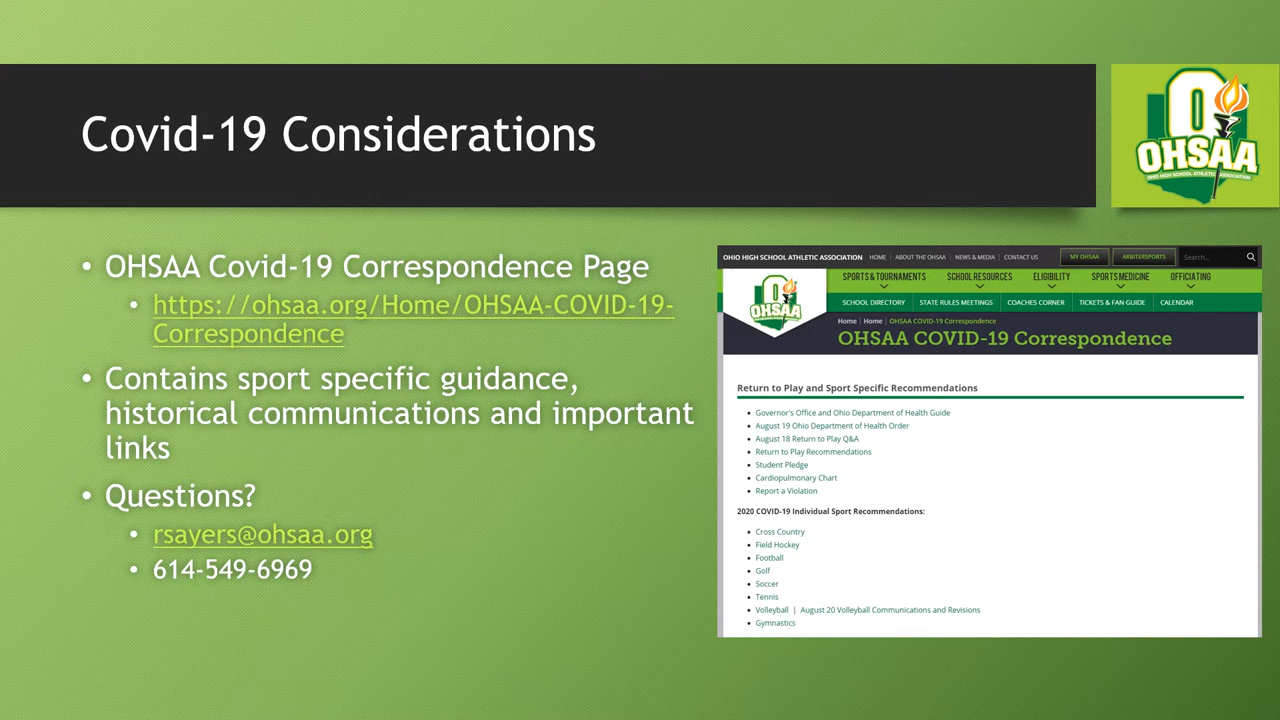 Covid-19 Considerations
OHSAA
OHIO HIGH SCHOOL ATHLETIC ASSOCIATION
• OHSAA Covid-19 Correspondence Page
• https://ohsaa.org/Home/OHSAA-COVID-19-
Correspondence
• Contains sport specific guidance,
historical communications and important
links
• Questions?
• rsayers@ohsaa.org
• 614-549-6969
OHIO HIGH SCHOOL ATHLETIC ASSOCIATION HOME | ABOUT THE OHSAA | NEWS & MEDIA | CONTACT US MY OHSAA ARBITERSPORTS Search...
SPORTS & TOURNAMENTS SCHOOL RESOURCES ELIGIBILITY SPORTS MEDICINE OFFICIATING
OHSAA
SCHOOL DIRECTORY STATE RULES MEETINGS COACHES CORNER TICKETS & FAN GUIDE CALENDAR
Home | Home | OHSAA COVID-19 Correspondence
OHSAA COVID-19 Correspondence
Return to Play and Sport Specific Recommendations
• Governor's Office and Ohio Department of Health Guide
• August 19 Ohio Department of Health Order
• August 18 Return to Play Q&A
• Return to Play Recommendations
• Student Pledge
• Cardiopulmonary Chart
• Report a Violation
2020 COVID-19 Individual Sport Recommendations:
• Cross Country
• Field Hockey
• Football
• Golf
• Soccer
• Tennis
• Volleyball | August 20 Volleyball Communications and Revisions
• Gymnastics